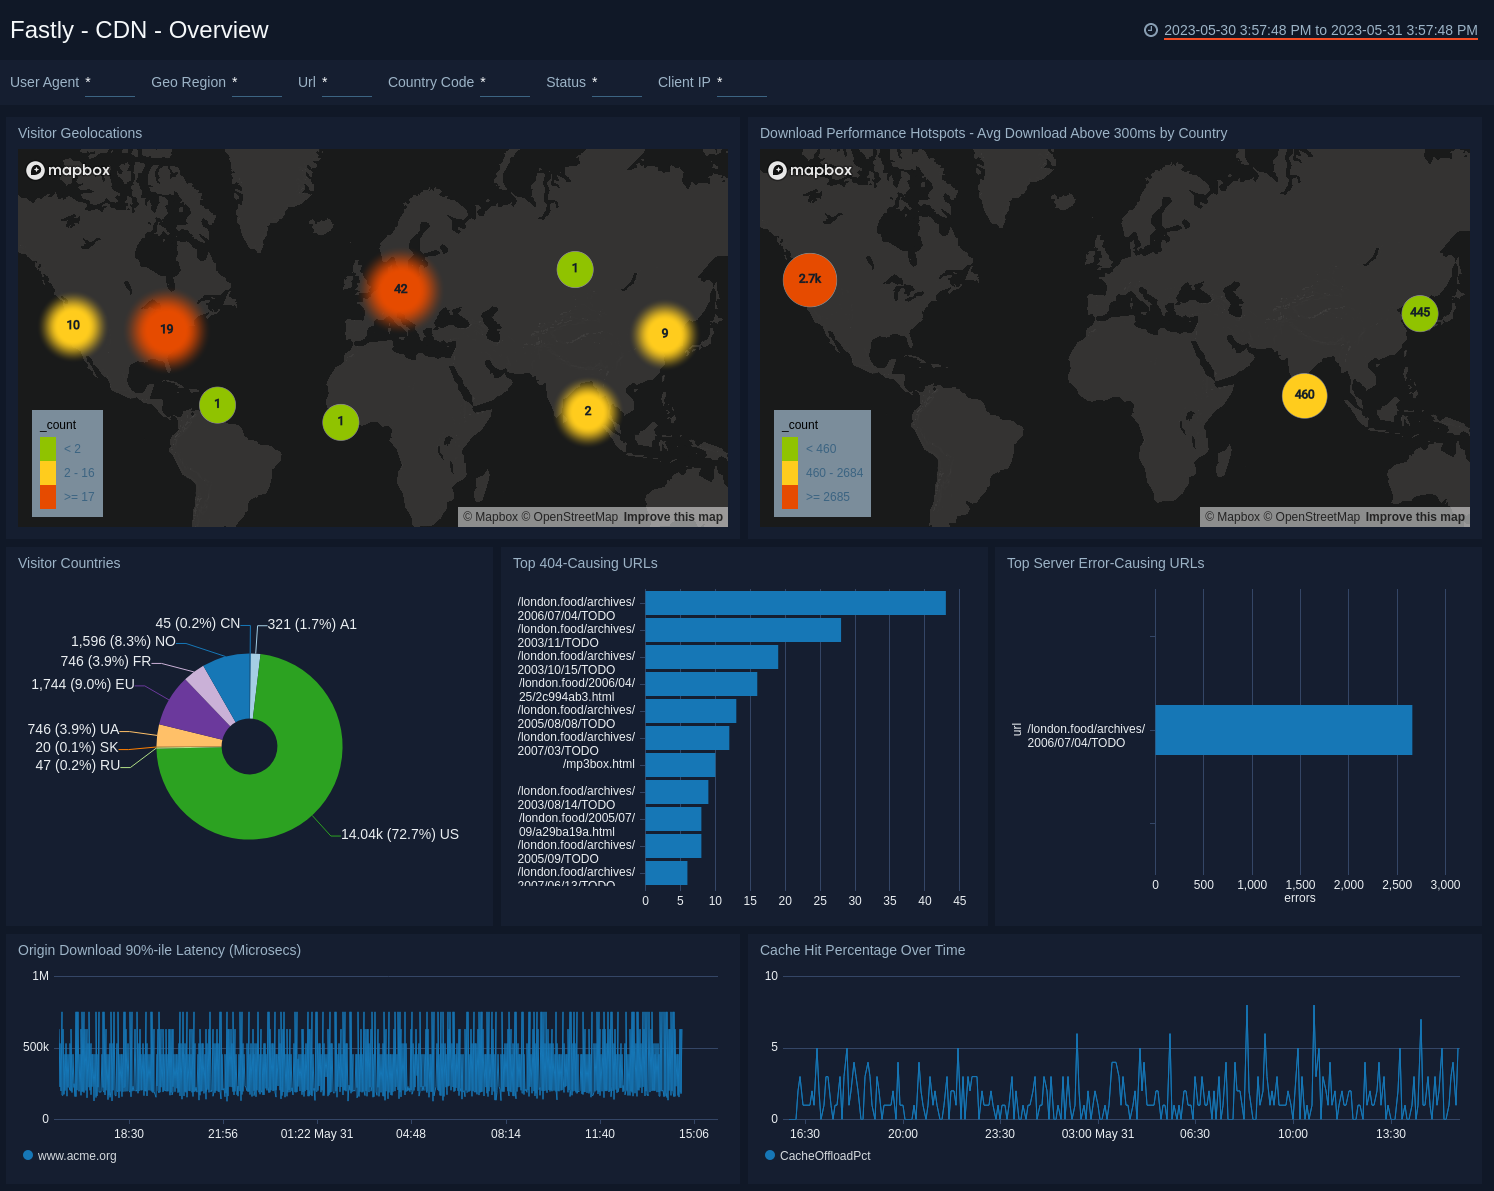 Fastly - CDN - Overview
2023-05-30 3:57:48 PM to 2023-05-31 3:57:48 PM
User Agent *
Geo Region *
Url *
Country Code *
Status *
Client IP *
Visitor Geolocations
mapbox
1
42
10
19
9
1
1
2
_count
< 2
2 - 16
>= 17
© Mapbox © OpenStreetMap Improve this map
Download Performance Hotspots - Avg Download Above 300ms by Country
mapbox
2.7k
445
460
_count
< 460
460 - 2684
>= 2685
© Mapbox © OpenStreetMap Improve this map
Visitor Countries
45 (0.2%) CN
321 (1.7%) A1
1,596 (8.3%) NO
746 (3.9%) FR
1,744 (9.0%) EU
746 (3.9%) UA
20 (0.1%) SK
47 (0.2%) RU
14.04k (72.7%) US
Top 404-Causing URLs
/london.food/archives/
2006/07/04/TODO
/london.food/archives/
2003/11/TODO
/london.food/archives/
2003/10/15/TODO
/london.food/2006/04/
25/2c994ab3.html
/london.food/archives/
2005/08/08/TODO
/london.food/archives/
2007/03/TODO
/mp3box.html
/london.food/archives/
2003/08/14/TODO
/london.food/2005/07/
09/a29ba19a.html
/london.food/archives/
2005/09/TODO
/london.food/archives/
2007/06/13/TODO
0 5 10 15 20 25 30 35 40 45
Top Server Error-Causing URLs
url
/london.food/archives/
2006/07/04/TODO
0 500 1,000 1,500 2,000 2,500 3,000
errors
Origin Download 90%-ile Latency (Microsecs)
1M
500k
0
18:30 21:56 01:22 May 31 04:48 08:14 11:40 15:06
www.acme.org
Cache Hit Percentage Over Time
10
5
0
16:30 20:00 23:30 03:00 May 31 06:30 10:00 13:30
CacheOffloadPct